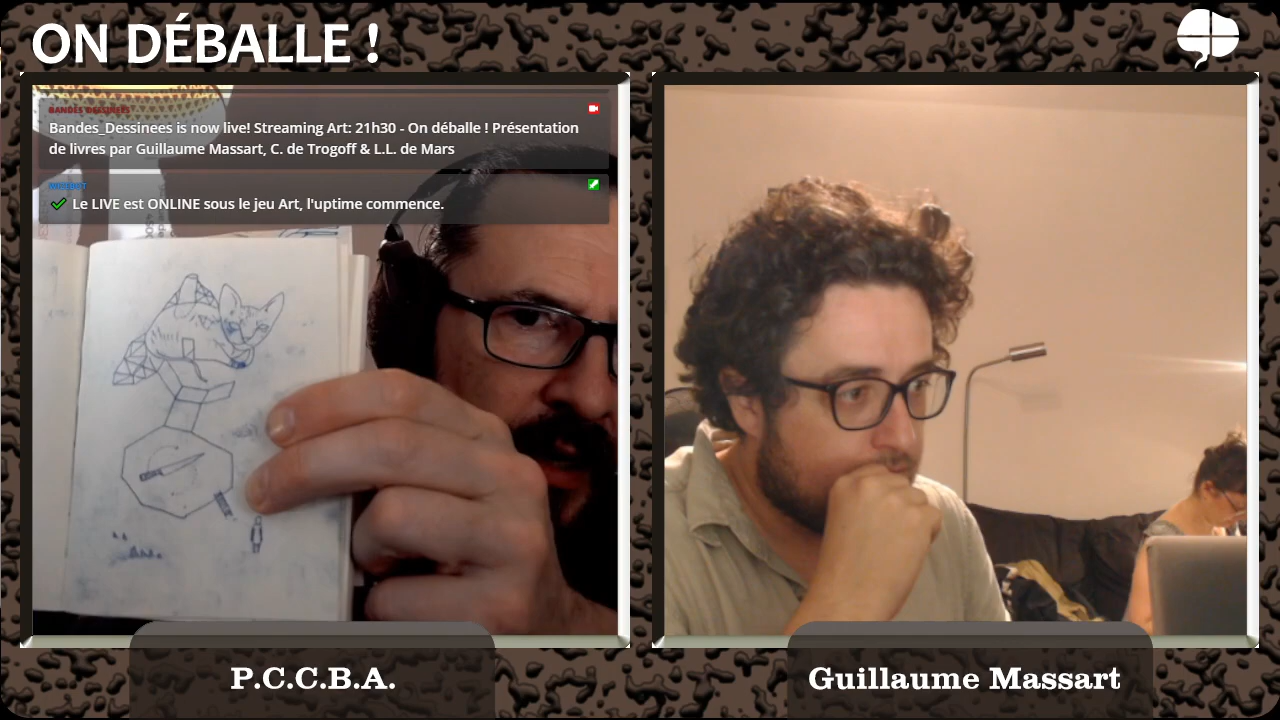 ON DÉBALLE !
BANDES_DESSINEES
Bandes_Dessinees is now live! Streaming Art: 21h30 - On déballe ! Présentation
de livres par Guillaume Massart, C. de Trogoff & L.L. de Mars
Le LIVE est ONLINE sous le jeu Art, l'uptime commence.
P.C.C.B.A.
Guillaume Massart